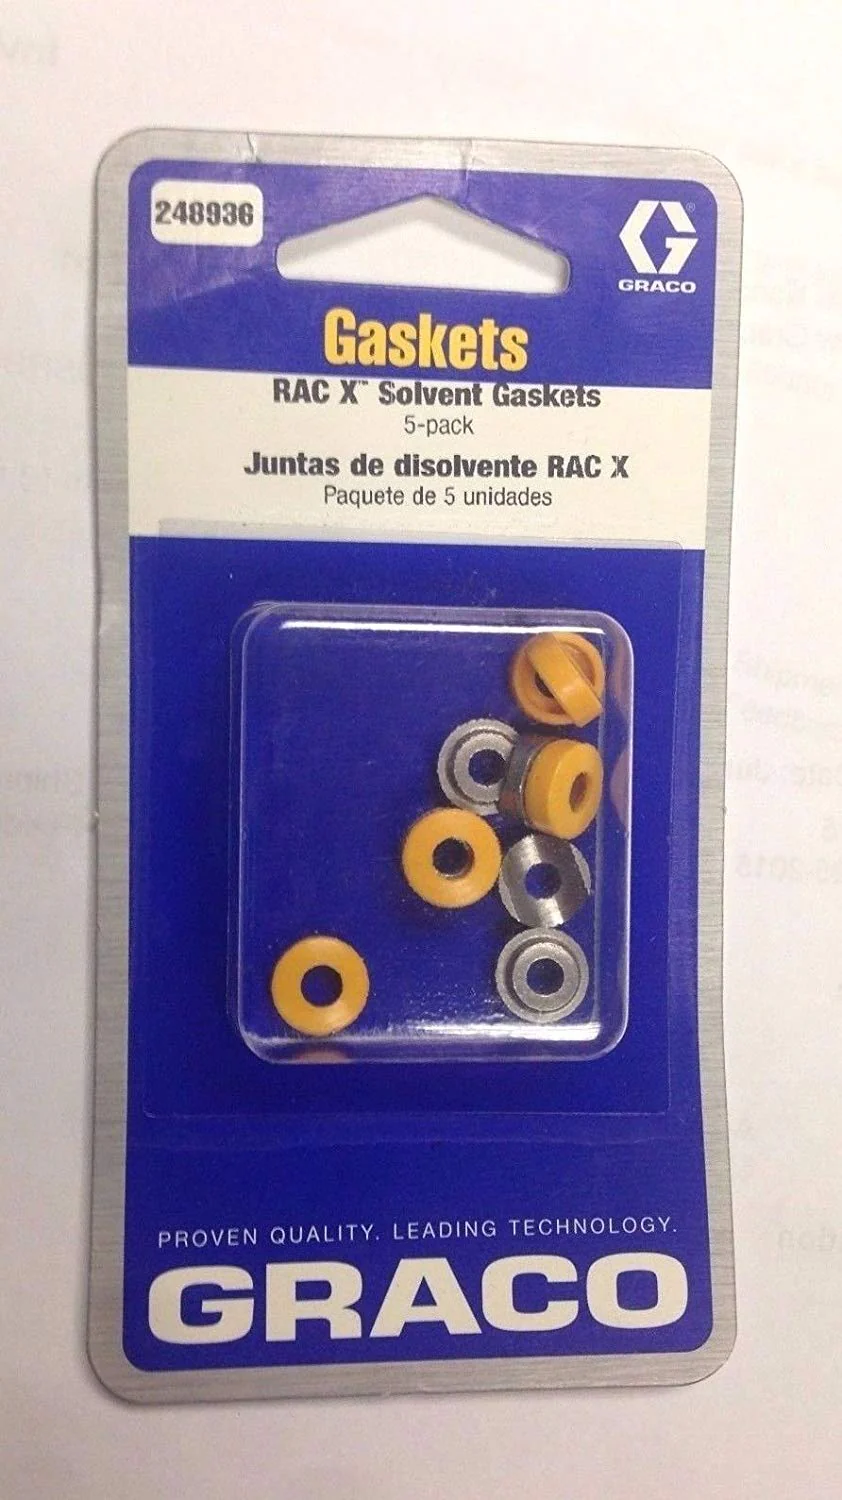 248936
GRACO
Gaskets
RAC X™ Solvent Gaskets
5-pack
Juntas de disolvente RAC X
Paquete de 5 unidades
PROVEN QUALITY. LEADING TECHNOLOGY.
GRACO